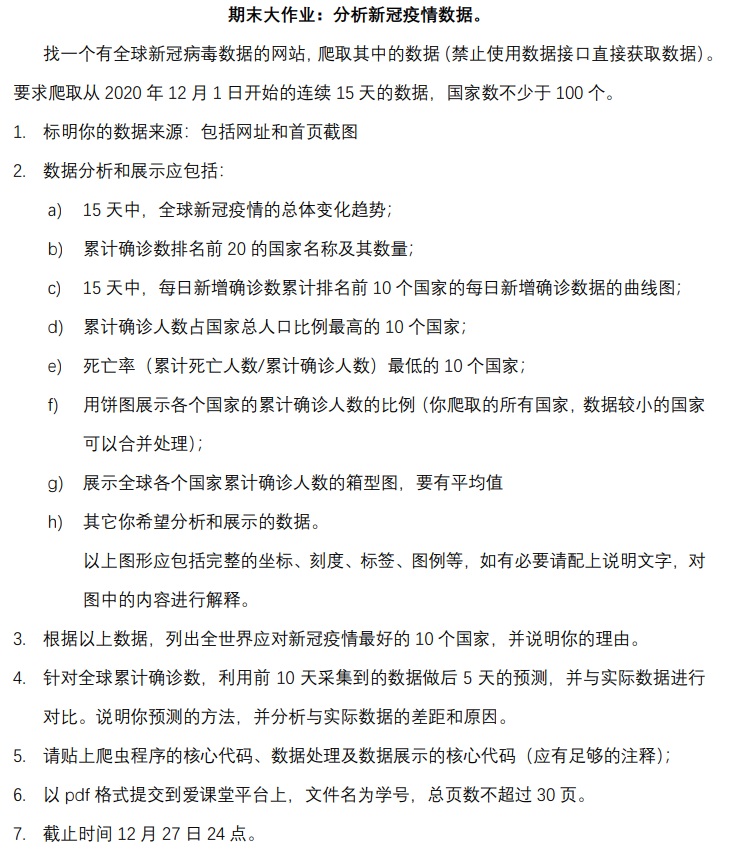 期末大作业：分析新冠疫情数据。
找一个有全球新冠病毒数据的网站，爬取其中的数据（禁止使用数据接口直接获取数据）。
要求爬取从 2020 年 12 月 1 日开始的连续 15 天的数据，国家数不少于 100 个。
1. 标明你的数据来源：包括网址和首页截图
2. 数据分析和展示应包括：
a) 15 天中，全球新冠疫情的总体变化趋势；
b) 累计确诊数排名前 20 的国家名称及其数量；
c) 15 天中，每日新增确诊数累计排名前 10 个国家的每日新增确诊数据的曲线图；
d) 累计确诊人数占国家总人口比例最高的 10 个国家；
e) 死亡率（累计死亡人数/累计确诊人数）最低的 10 个国家；
f) 用饼图展示各个国家的累计确诊人数的比例（你爬取的所有国家，数据较小的国家
可以合并处理）；
g) 展示全球各个国家累计确诊人数的箱型图，要有平均值
h) 其它你希望分析和展示的数据。
以上图形应包括完整的坐标、刻度、标签、图例等，如有必要请配上说明文字，对
图中的内容进行解释。
3. 根据以上数据，列出全世界应对新冠疫情最好的 10 个国家，并说明你的理由。
4. 针对全球累计确诊数，利用前 10 天采集到的数据做后 5 天的预测，并与实际数据进行
对比。说明你预测的方法，并分析与实际数据的差距和原因。
5. 请贴上爬虫程序的核心代码、数据处理及数据展示的核心代码（应有足够的注释）；
6. 以 pdf 格式提交到爱课堂平台上，文件名为学号，总页数不超过 30 页。
7. 截止时间 12 月 27 日 24 点。